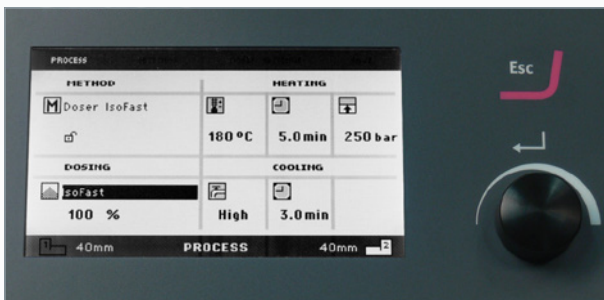 PROCESS
METHOD
HEATING
M Doser IsoFast
180 ºC
5.0 min
250 bar
DOSING
COOLING
IsoFast
100 %
High
3.0 min
1 40mm
PROCESS
40mm 2
Esc